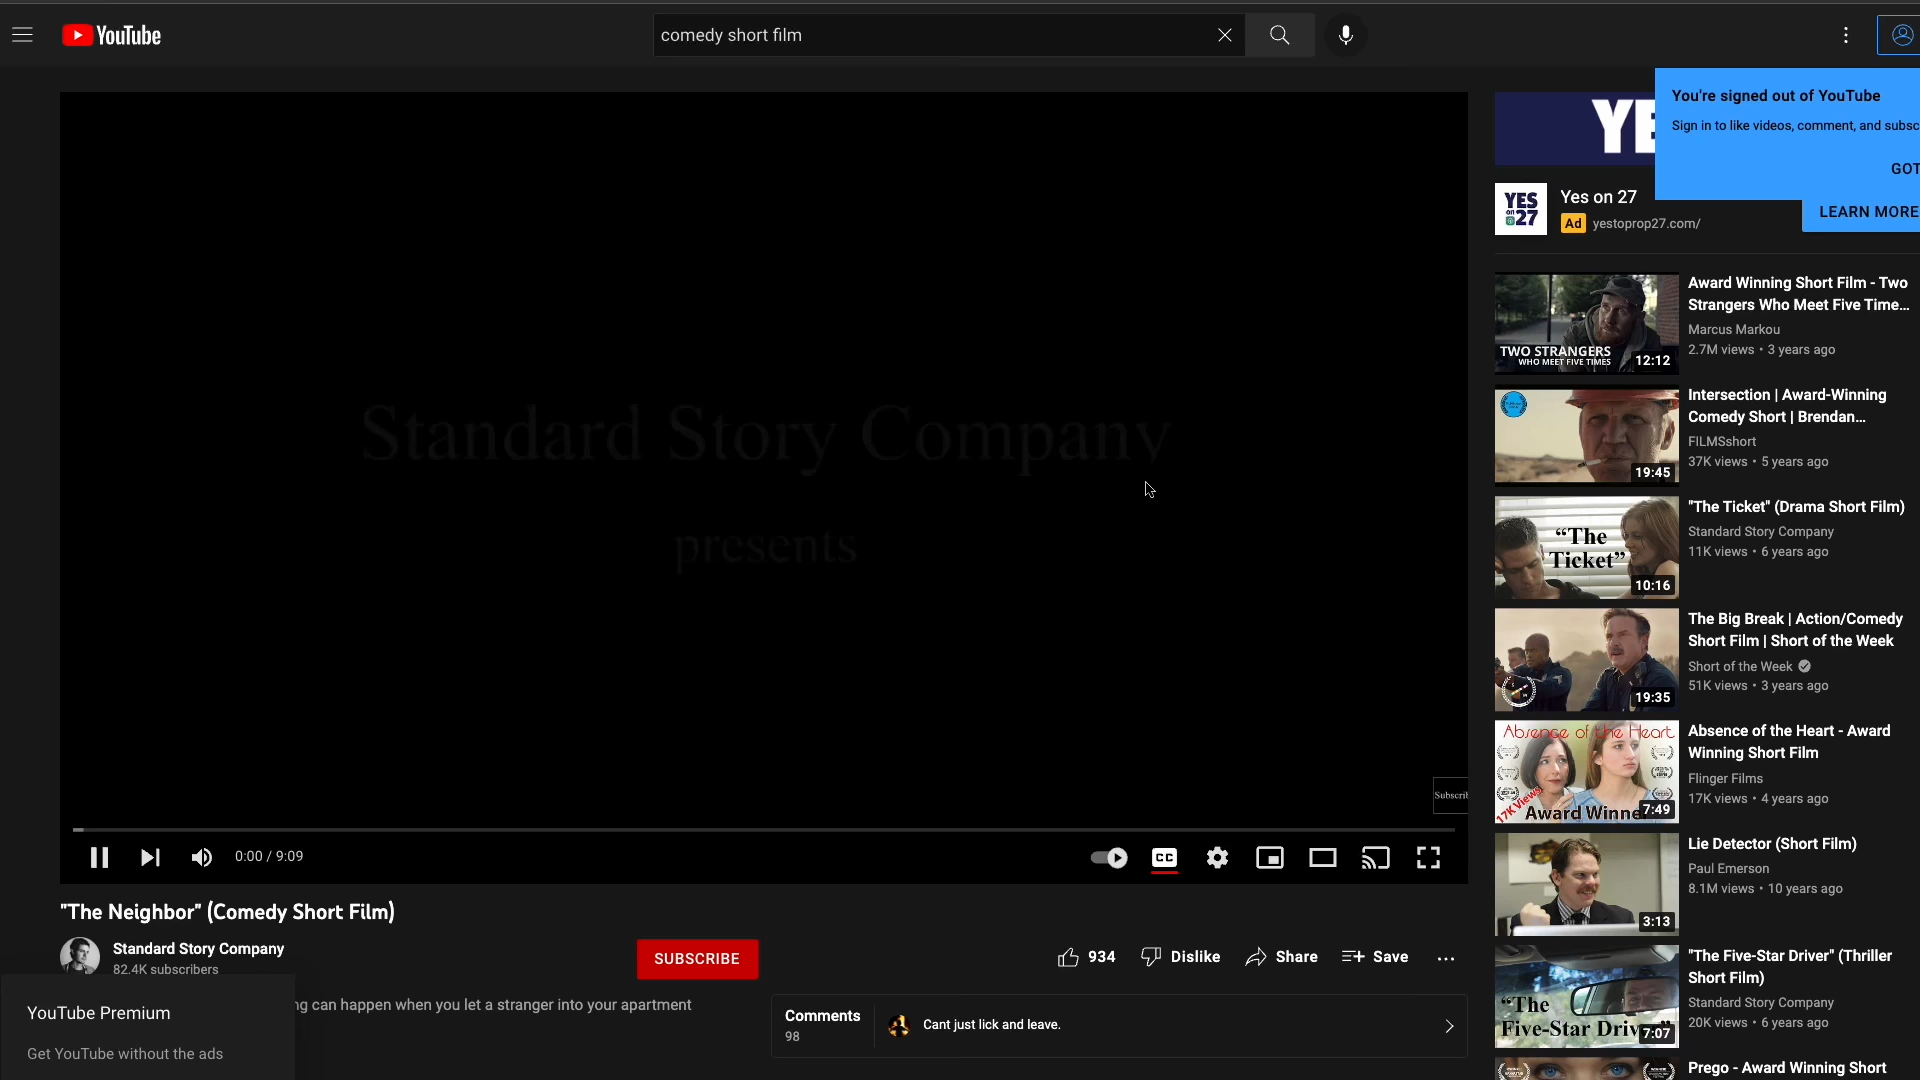 YouTube
comedy short film
Standard Story Company
presents
Subscrib
0:00 / 9:09
CC
"The Neighbor" (Comedy Short Film)
Standard Story Company
82.4K subscribers
SUBSCRIBE
934
Dislike
Share
Save
ng can happen when you let a stranger into your apartment
YouTube Premium
Get YouTube without the ads
Comments
98
Cant just lick and leave.
You're signed out of YouTube
Sign in to like videos, comment, and subsc
GOT
YE
YES
on
27
Yes on 27
Ad yestoprop27.com/
LEARN MORE
TWO STRANGERS
WHO MEET FIVE TIMES
12:12
Award Winning Short Film - Two
Strangers Who Meet Five Time...
Marcus Markou
2.7M views • 3 years ago
19:45
Intersection | Award-Winning
Comedy Short | Brendan...
FILMSshort
37K views • 5 years ago
"The
Ticket"
10:16
"The Ticket" (Drama Short Film)
Standard Story Company
11K views • 6 years ago
19:35
The Big Break | Action/Comedy
Short Film | Short of the Week
Short of the Week
51K views • 3 years ago
Absence of the Heart
17K Views
Award Winne
7:49
Absence of the Heart - Award
Winning Short Film
Flinger Films
17K views • 4 years ago
3:13
Lie Detector (Short Film)
Paul Emerson
8.1M views • 10 years ago
"The
Five-Star Driv
7:07
"The Five-Star Driver" (Thriller
Short Film)
Standard Story Company
20K views • 6 years ago
Prego - Award Winning Short